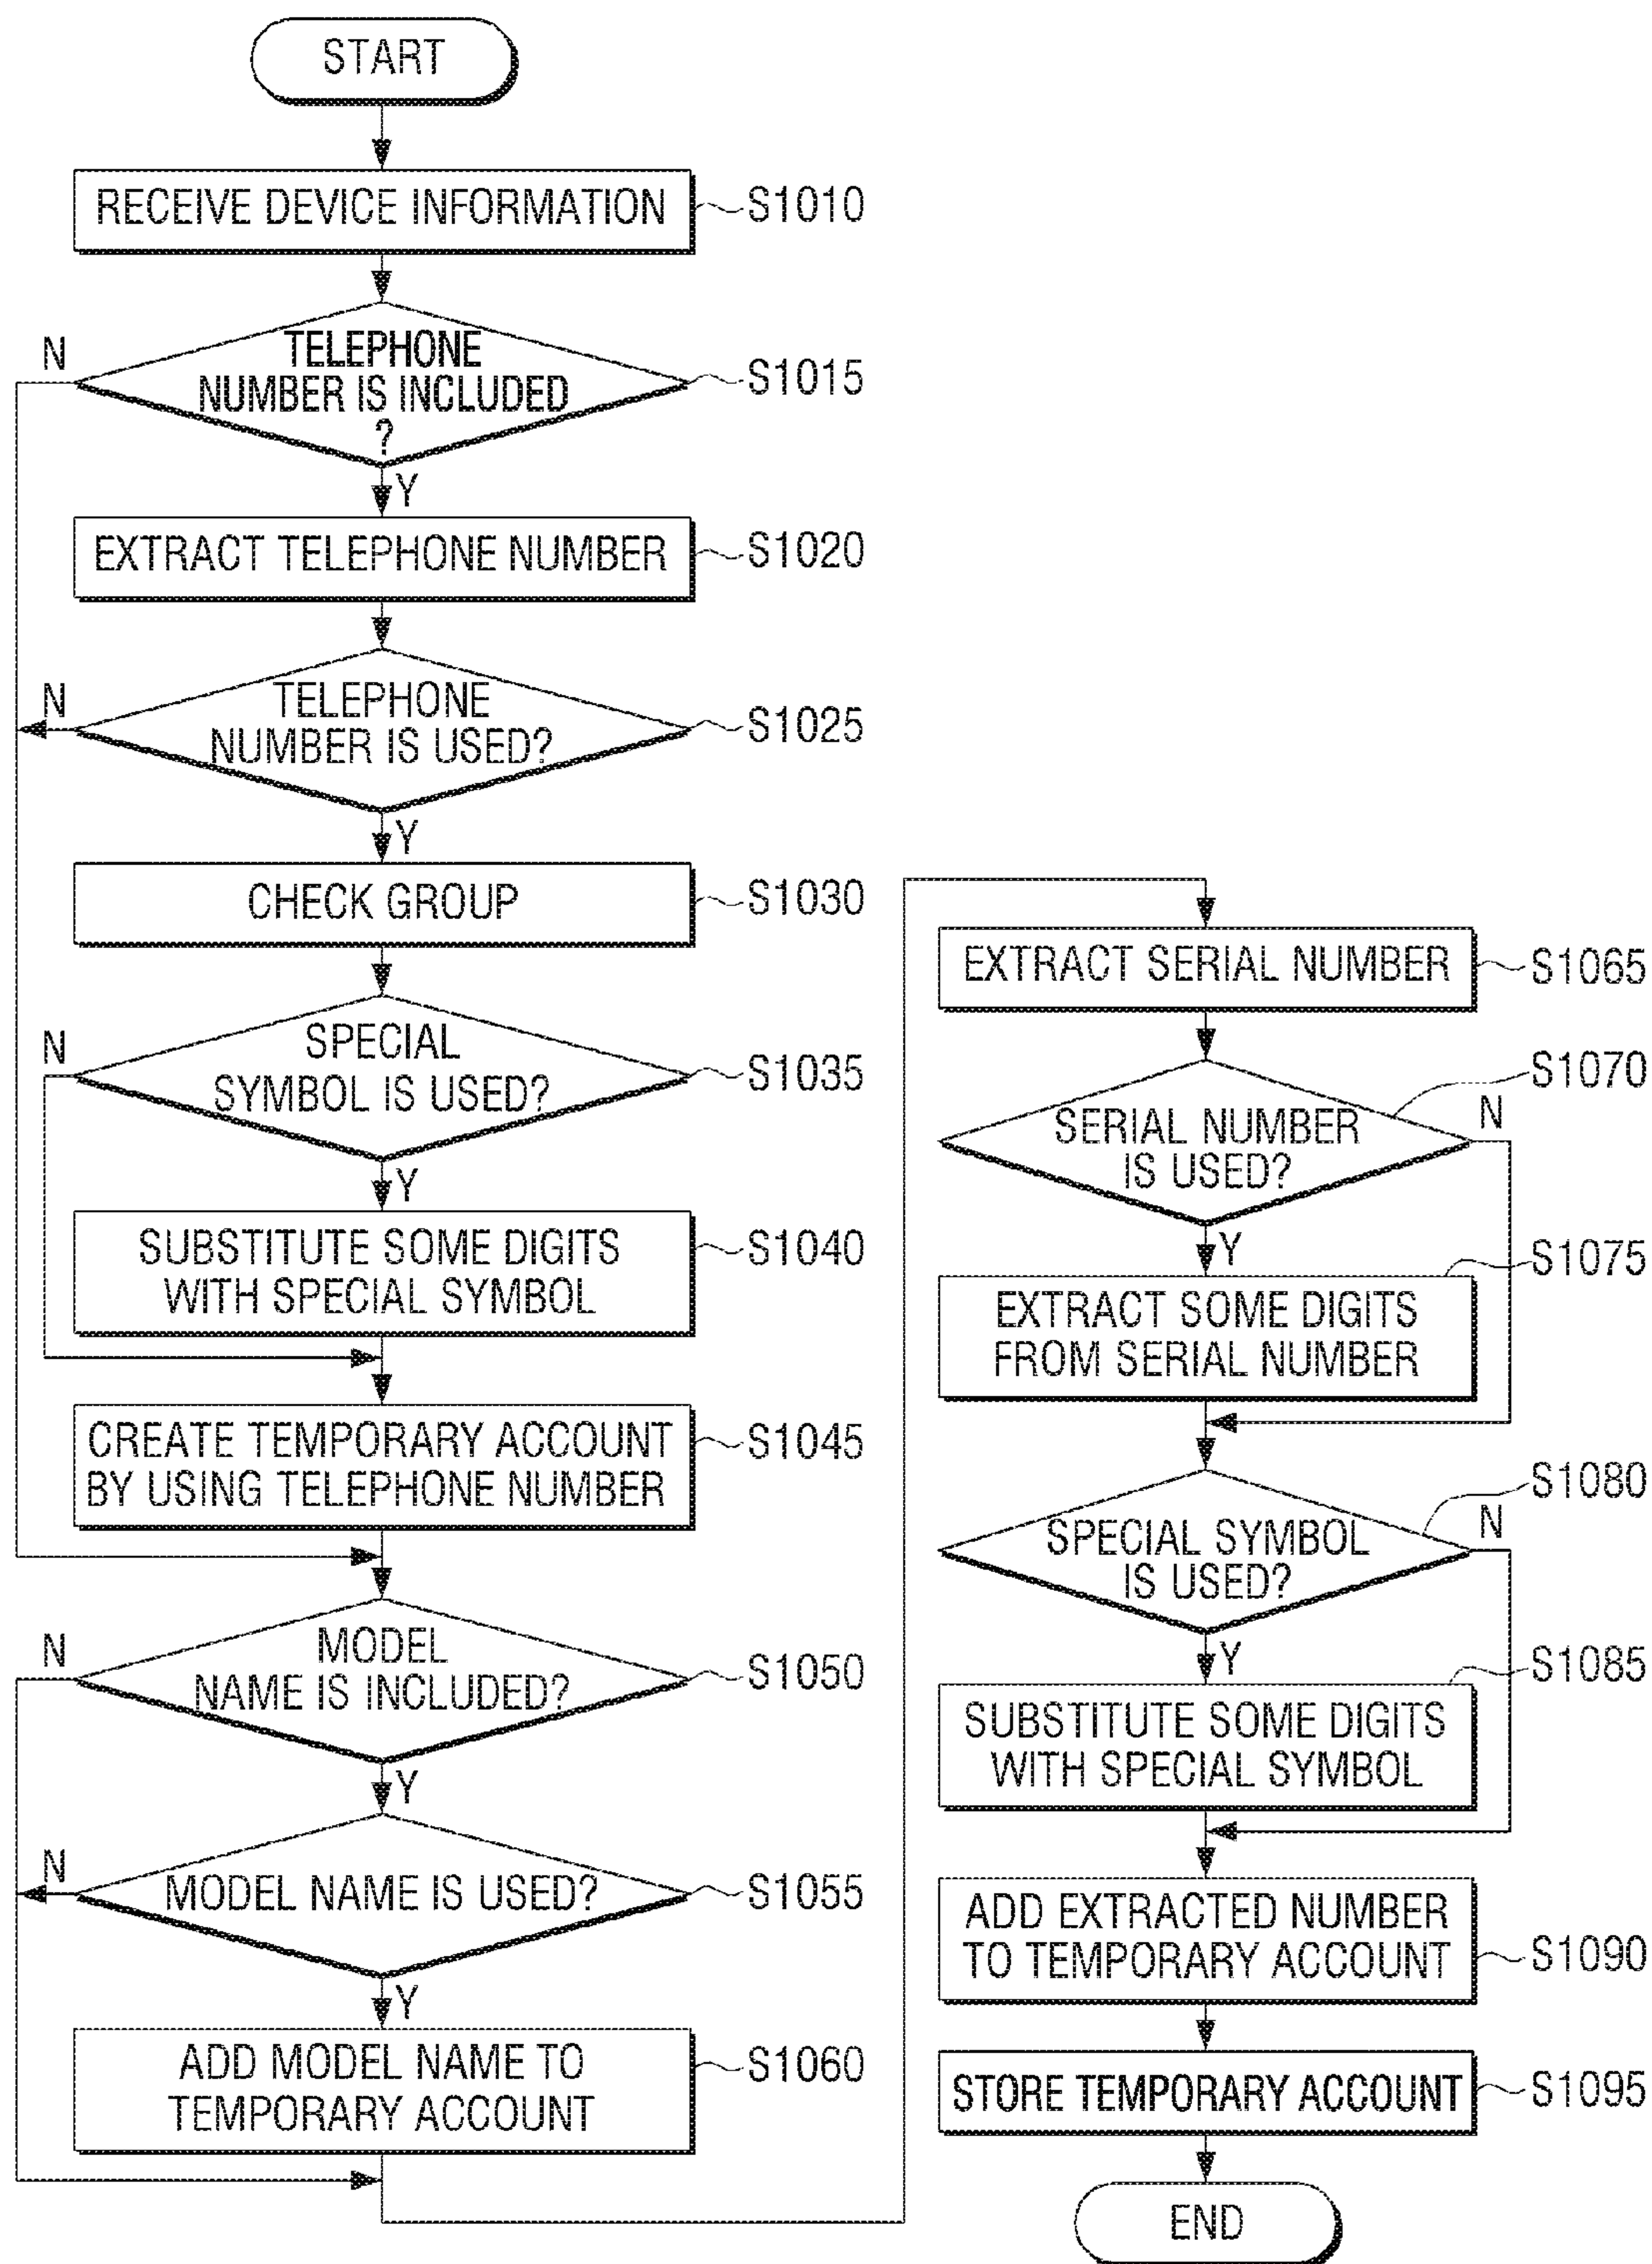 START
RECEIVE DEVICE INFORMATION
S1010
N
TELEPHONE
NUMBER IS INCLUDED
?
S1015
Y
EXTRACT TELEPHONE NUMBER
S1020
N
TELEPHONE
NUMBER IS USED?
S1025
Y
CHECK GROUP
S1030
N
SPECIAL
SYMBOL IS USED?
S1035
Y
SUBSTITUTE SOME DIGITS
WITH SPECIAL SYMBOL
S1040
CREATE TEMPORARY ACCOUNT
BY USING TELEPHONE NUMBER
S1045
N
MODEL
NAME IS INCLUDED?
S1050
Y
N
MODEL NAME IS USED?
S1055
Y
ADD MODEL NAME TO
TEMPORARY ACCOUNT
S1060
EXTRACT SERIAL NUMBER
S1065
SERIAL NUMBER
IS USED?
S1070
N
Y
EXTRACT SOME DIGITS
FROM SERIAL NUMBER
S1075
SPECIAL SYMBOL
IS USED?
S1080
N
Y
SUBSTITUTE SOME DIGITS
WITH SPECIAL SYMBOL
S1085
ADD EXTRACTED NUMBER
TO TEMPORARY ACCOUNT
S1090
STORE TEMPORARY ACCOUNT
S1095
END